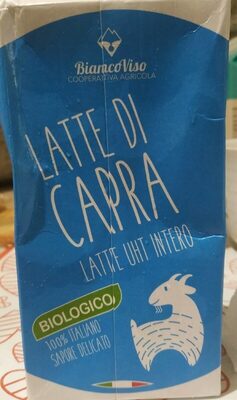 BiancoViso
COOPERATIVA AGRICOLA
LATTE DI
CAPRA
LATTE UHT INTERO
BIOLOGICO
100% ITALIANO
SAPORE DELICATO